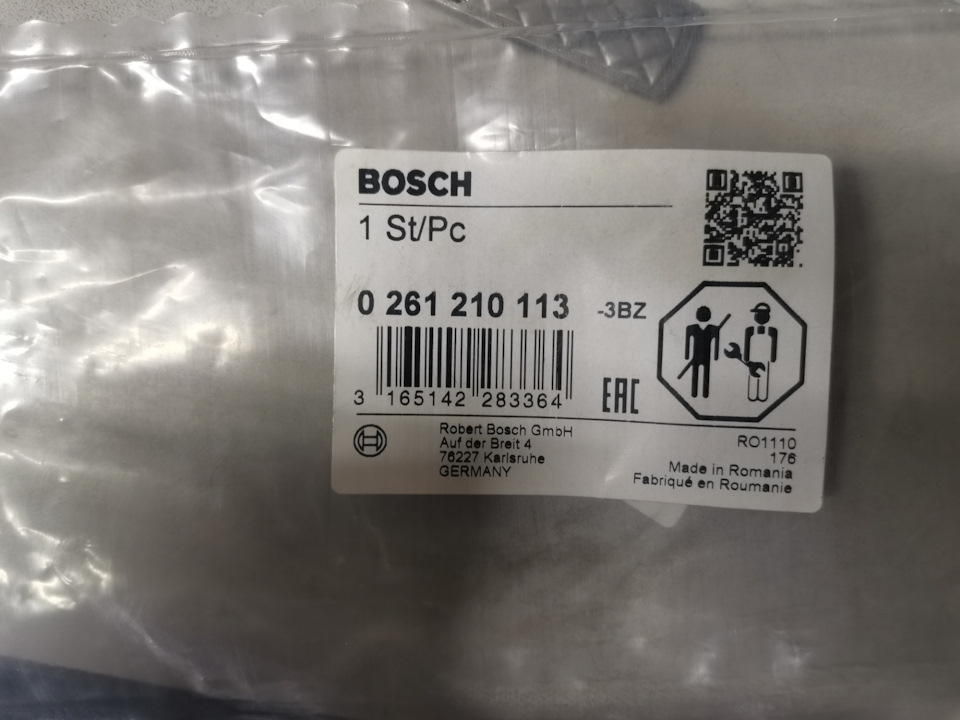 BOSCH
1 St/Pc
0 261 210 113 -3BZ
3 165142 283364
EAC
Robert Bosch GmbH
Auf der Breit 4
76227 Karlsruhe
GERMANY
RO1110
176
Made in Romania
Fabriqué en Roumanie